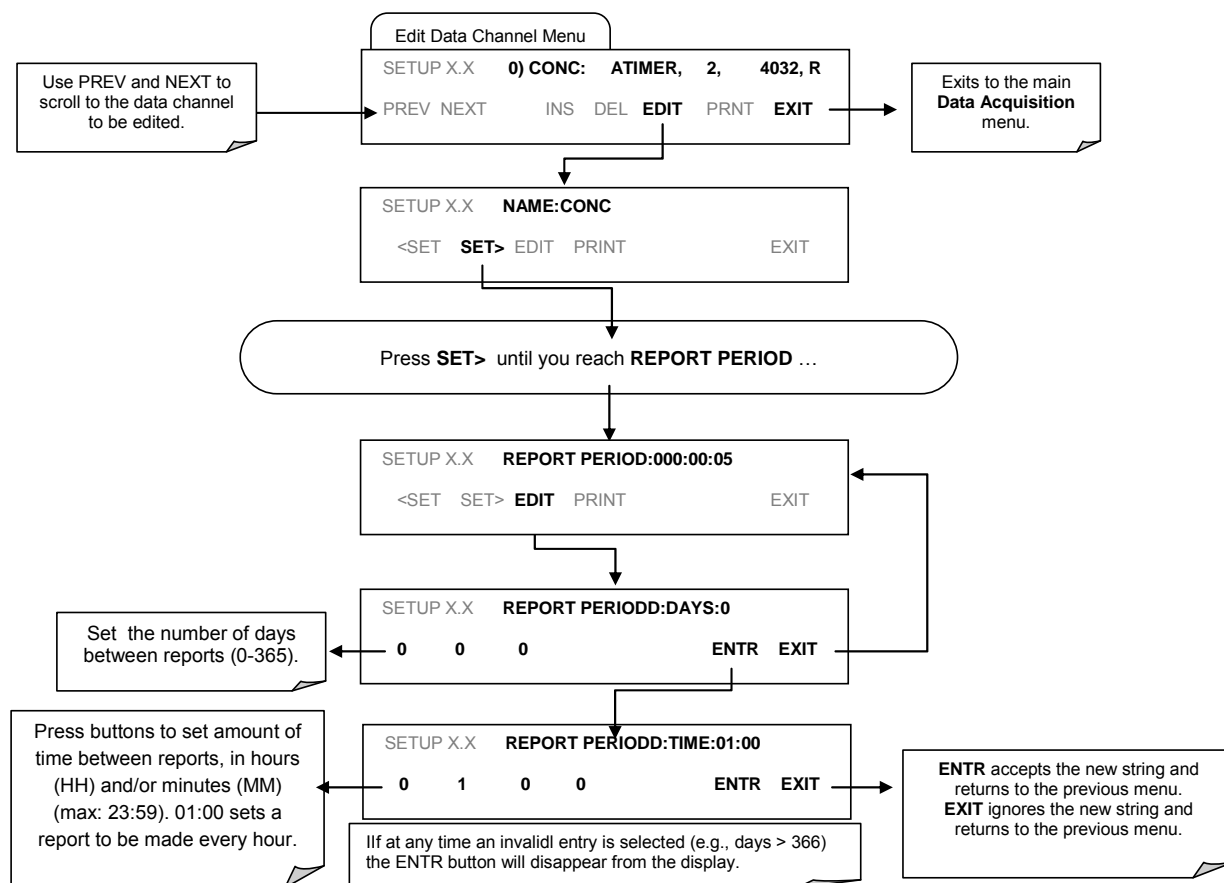 Edit Data Channel Menu
SETUP X.X 0) CONC: ATIMER, 2, 4032, R
PREV NEXT INS DEL EDIT PRNT EXIT
Use PREV and NEXT to
scroll to the data channel
to be edited.
Exits to the main
Data Acquisition
menu.
SETUP X.X NAME:CONC
<SET SET> EDIT PRINT EXIT
Press SET> until you reach REPORT PERIOD …
SETUP X.X REPORT PERIOD:000:00:05
<SET SET> EDIT PRINT EXIT
SETUP X.X REPORT PERIODD:DAYS:0
0 0 0 ENTR EXIT
Set the number of days
between reports (0-365).
SETUP X.X REPORT PERIODD:TIME:01:00
0 1 0 0 ENTR EXIT
Press buttons to set amount of
time between reports, in hours
(HH) and/or minutes (MM)
(max: 23:59). 01:00 sets a
report to be made every hour.
ENTR accepts the new string and
returns to the previous menu.
EXIT ignores the new string and
returns to the previous menu.
IIf at any time an invalidl entry is selected (e.g., days > 366)
the ENTR button will disappear from the display.